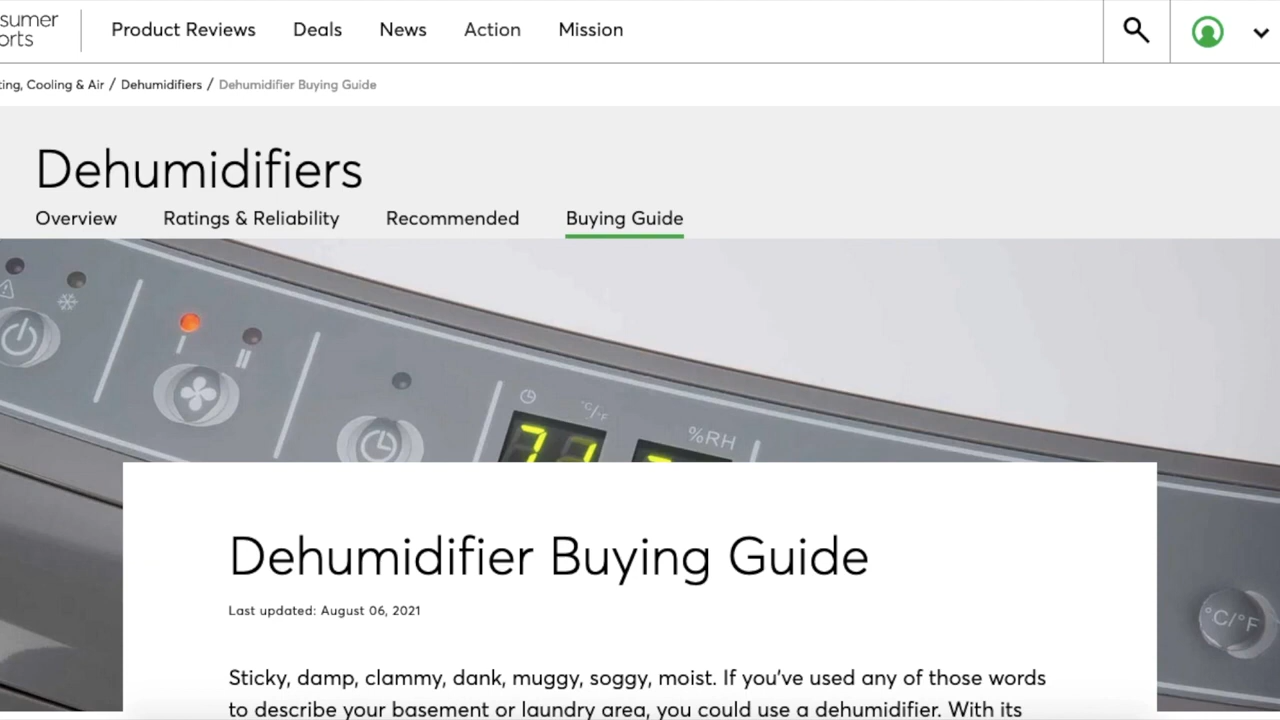 sumer
orts
Product Reviews Deals News Action Mission
ting, Cooling & Air / Dehumidifiers / Dehumidifier Buying Guide
Dehumidifiers
Overview Ratings & Reliability Recommended Buying Guide
°C/°F
%RH
°C/°F
Dehumidifier Buying Guide
Last updated: August 06, 2021
Sticky, damp, clammy, dank, muggy, soggy, moist. If you've used any of those words
to describe your basement or laundry area, you could use a dehumidifier. With its